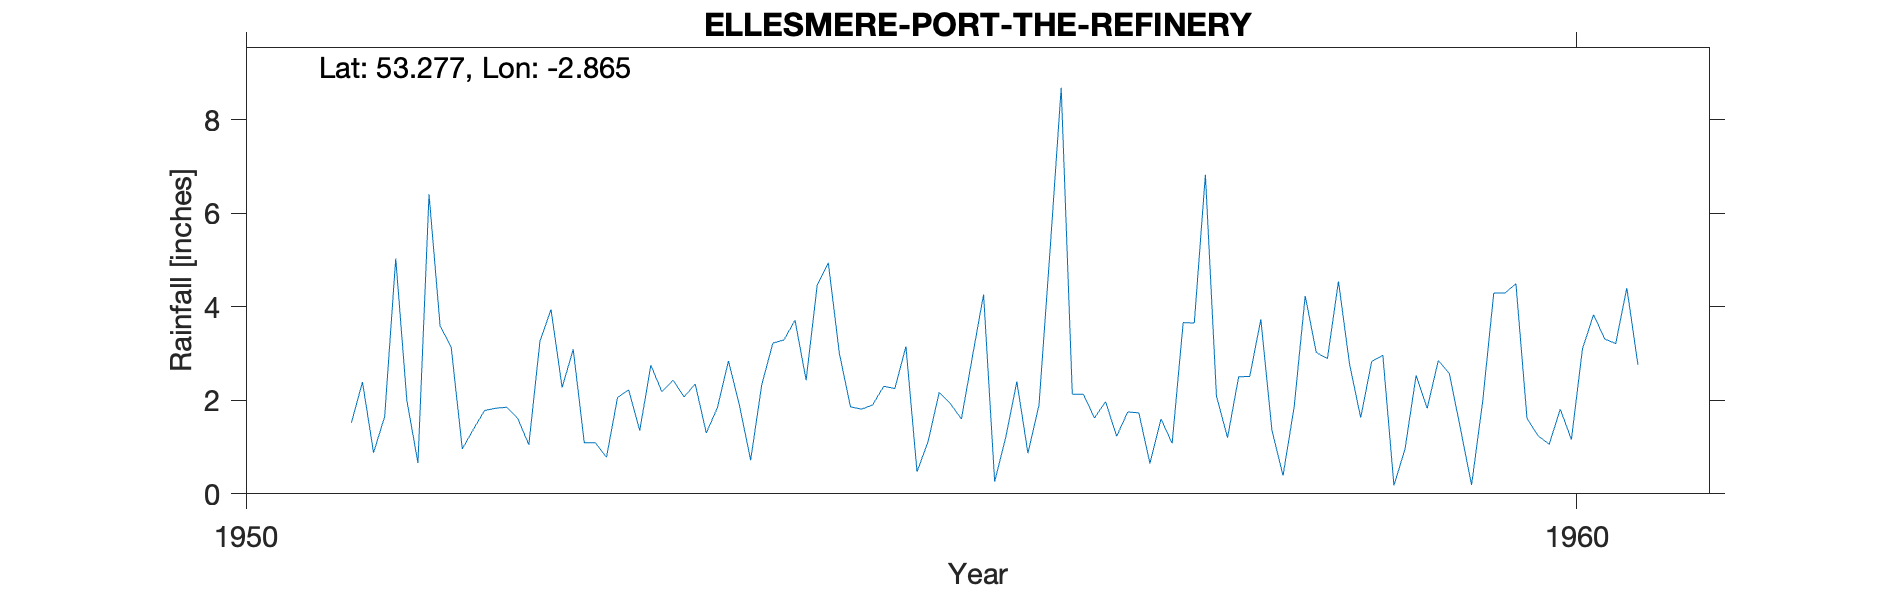 ELLESMERE-PORT-THE-REFINERY
Lat: 53.277, Lon: -2.865
8
6
4
2
0
Rainfall [inches]
1950 1960
Year